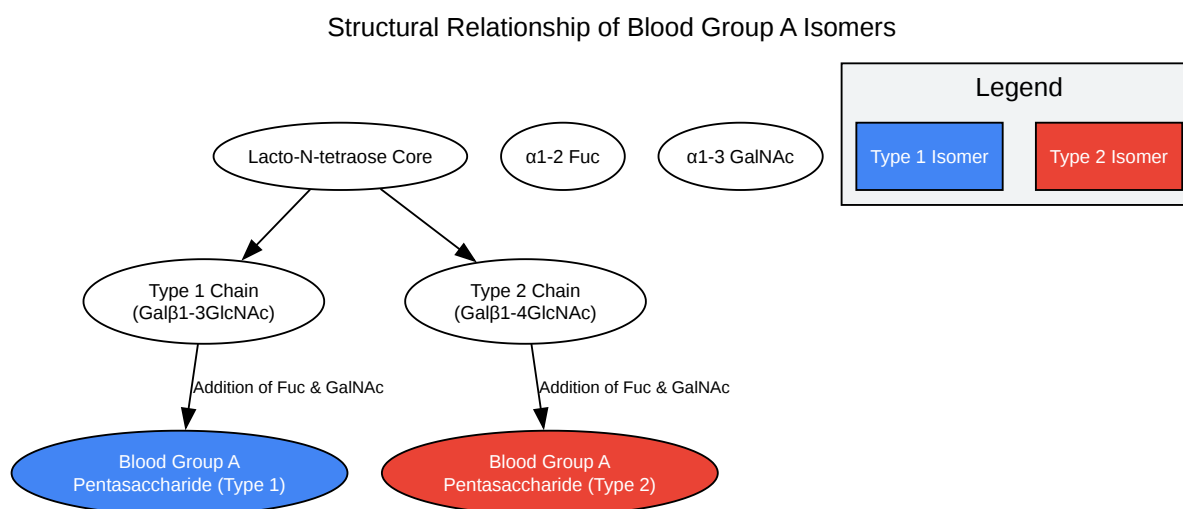 Structural Relationship of Blood Group A Isomers
Legend
Lacto-N-tetraose Core
α1-2 Fuc
α1-3 GalNAc
Type 1 Isomer
Type 2 Isomer
Type 1 Chain
(Galβ1-3GlcNAc)
Type 2 Chain
(Galβ1-4GlcNAc)
Addition of Fuc & GalNAc
Addition of Fuc & GalNAc
Blood Group A
Pentasaccharide (Type 1)
Blood Group A
Pentasaccharide (Type 2)